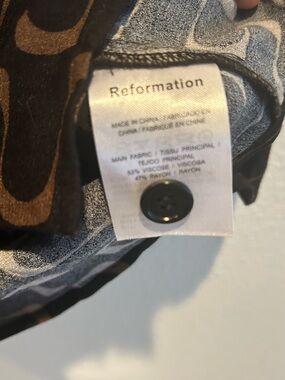 Reformation
MADE IN CHINA / FABRICADO EN
CHINA / FABRIQUÉ EN CHINE
MAIN FABRIC / TISSU PRINCIPAL /
TEJIDO PRINCIPAL
53% VISCOSE / VISCOSA
47% RAYON / RAYON